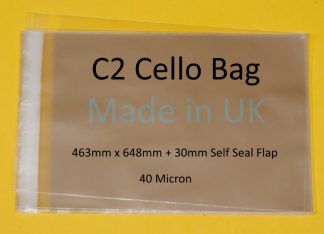 C2 Cello Bag
Made in UK
463mm x 648mm + 30mm Self Seal Flap
40 Micron